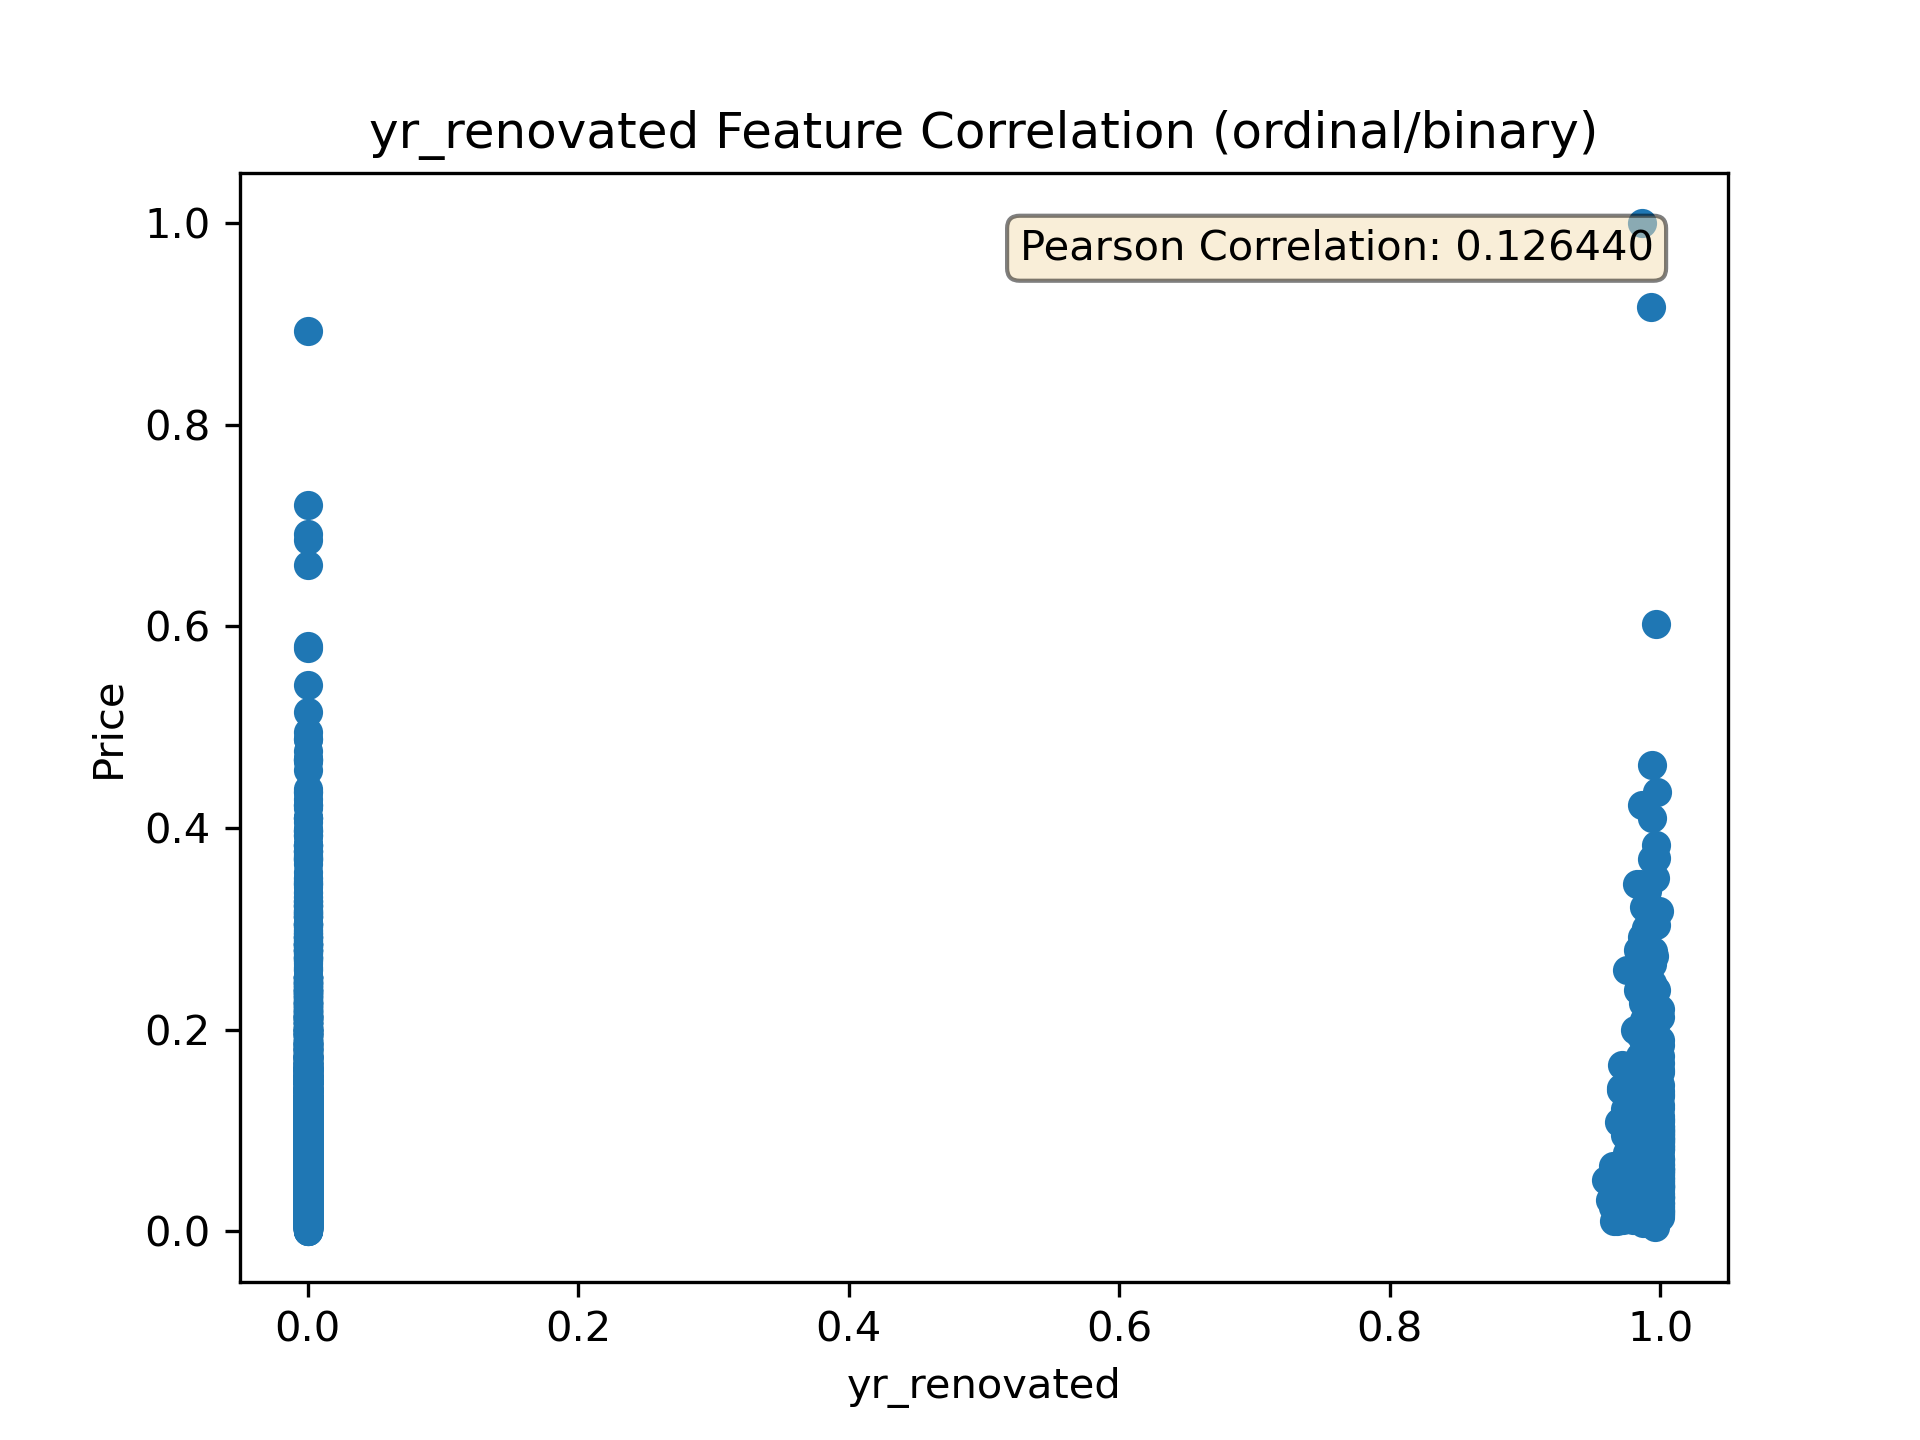 yr_renovated Feature Correlation (ordinal/binary)
Pearson Correlation: 0.126440
1.0
0.8
0.6
0.4
0.2
0.0
Price
0.0 0.2 0.4 0.6 0.8 1.0
yr_renovated